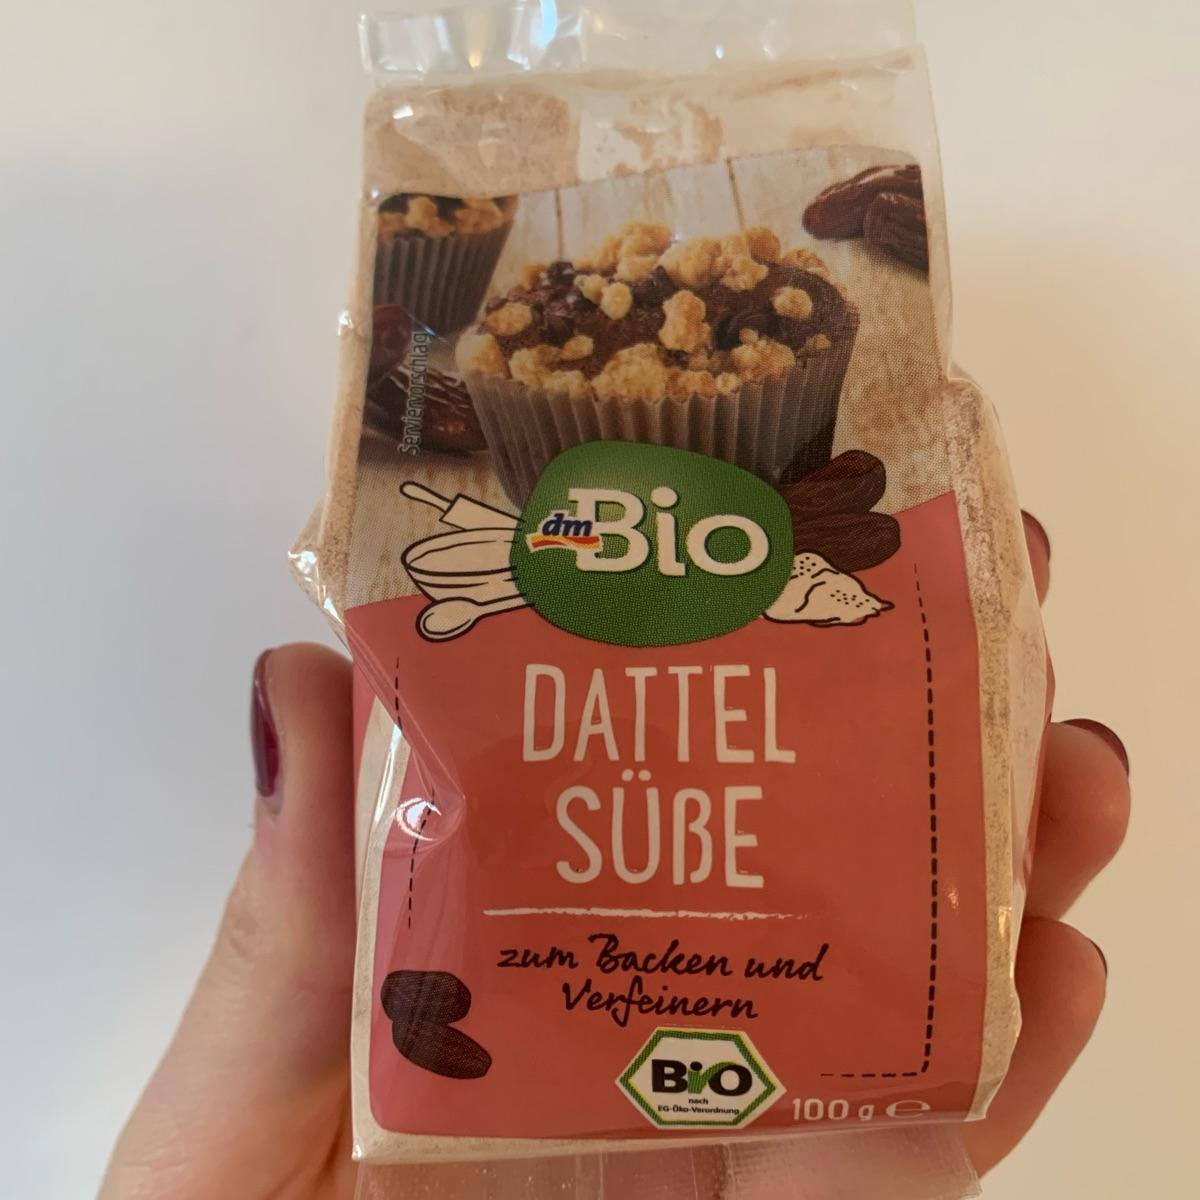 Serviervorschlag
dm
Bio
DATTEL
SÜẞE
zum Backen und
Verfeinern
BIO
nach
EG-Öko-Verordnung
100 g ℮